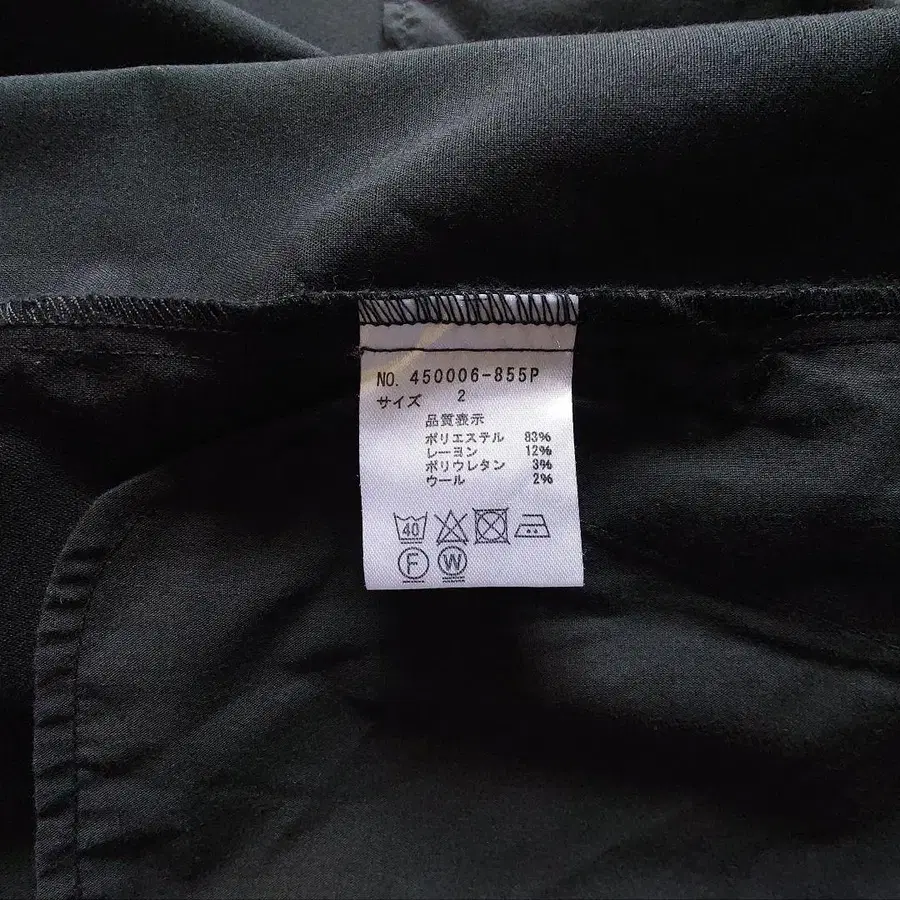 NO. 450006-855P
サイズ 2
品質表示
ポリエステル 83%
レーヨン 12%
ポリウレタン 3%
ウール 2%
40
F W